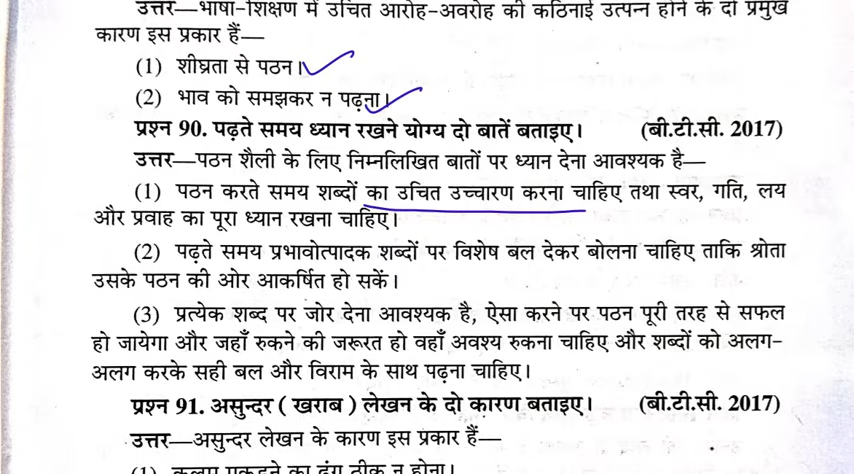 उत्तर—भाषा-शिक्षण में उचित आरोह-अवरोह की कठिनाई उत्पन्न होने के दो प्रमुख
कारण इस प्रकार हैं—
(1) शीघ्रता से पठन।
(2) भाव को समझकर न पढ़ना।
प्रश्न 90. पढ़ते समय ध्यान रखने योग्य दो बातें बताइए। (बी.टी.सी. 2017)
उत्तर—पठन शैली के लिए निम्नलिखित बातों पर ध्यान देना आवश्यक है—
(1) पठन करते समय शब्दों का उचित उच्चारण करना चाहिए तथा स्वर, गति, लय
और प्रवाह का पूरा ध्यान रखना चाहिए।
(2) पढ़ते समय प्रभावोत्पादक शब्दों पर विशेष बल देकर बोलना चाहिए ताकि श्रोता
उसके पठन की ओर आकर्षित हो सकें।
(3) प्रत्येक शब्द पर जोर देना आवश्यक है, ऐसा करने पर पठन पूरी तरह से सफल
हो जायेगा और जहाँ रुकने की जरूरत हो वहाँ अवश्य रुकना चाहिए और शब्दों को अलग-
अलग करके सही बल और विराम के साथ पढ़ना चाहिए।
प्रश्न 91. असुन्दर ( खराब ) लेखन के दो कारण बताइए। (बी.टी.सी. 2017)
उत्तर—असुन्दर लेखन के कारण इस प्रकार हैं—
(1) कलम पकड़ने का ढंग ठीक न होना।